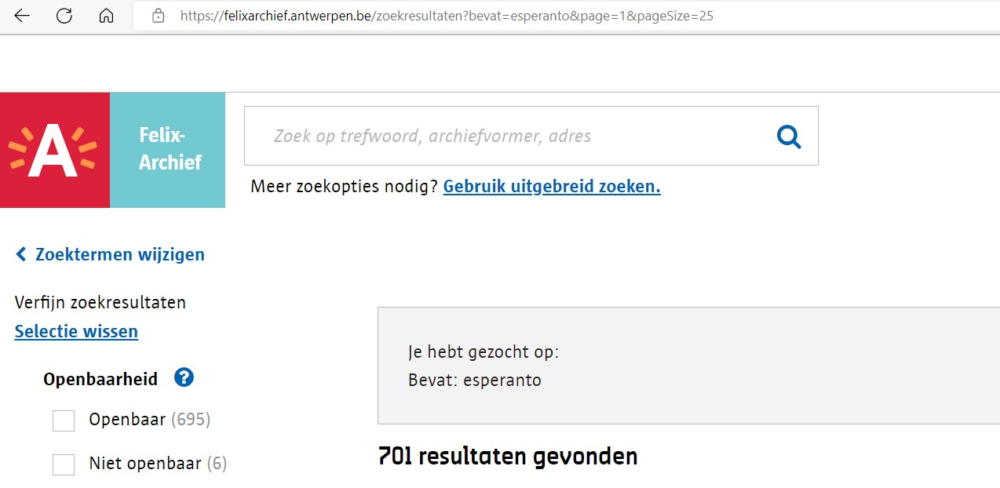 https://felixarchief.antwerpen.be/zoekresultaten?bevat=esperanto&page=1&pageSize=25
A
Felix-
Archief
Zoek op trefwoord, archiefvormer, adres
Meer zoekopties nodig? Gebruik uitgebreid zoeken.
Zoektermen wijzigen
Verfijn zoekresultaten
Selectie wissen
Openbaarheid ?
Openbaar (695)
Niet openbaar (6)
Je hebt gezocht op:
Bevat: esperanto
701 resultaten gevonden